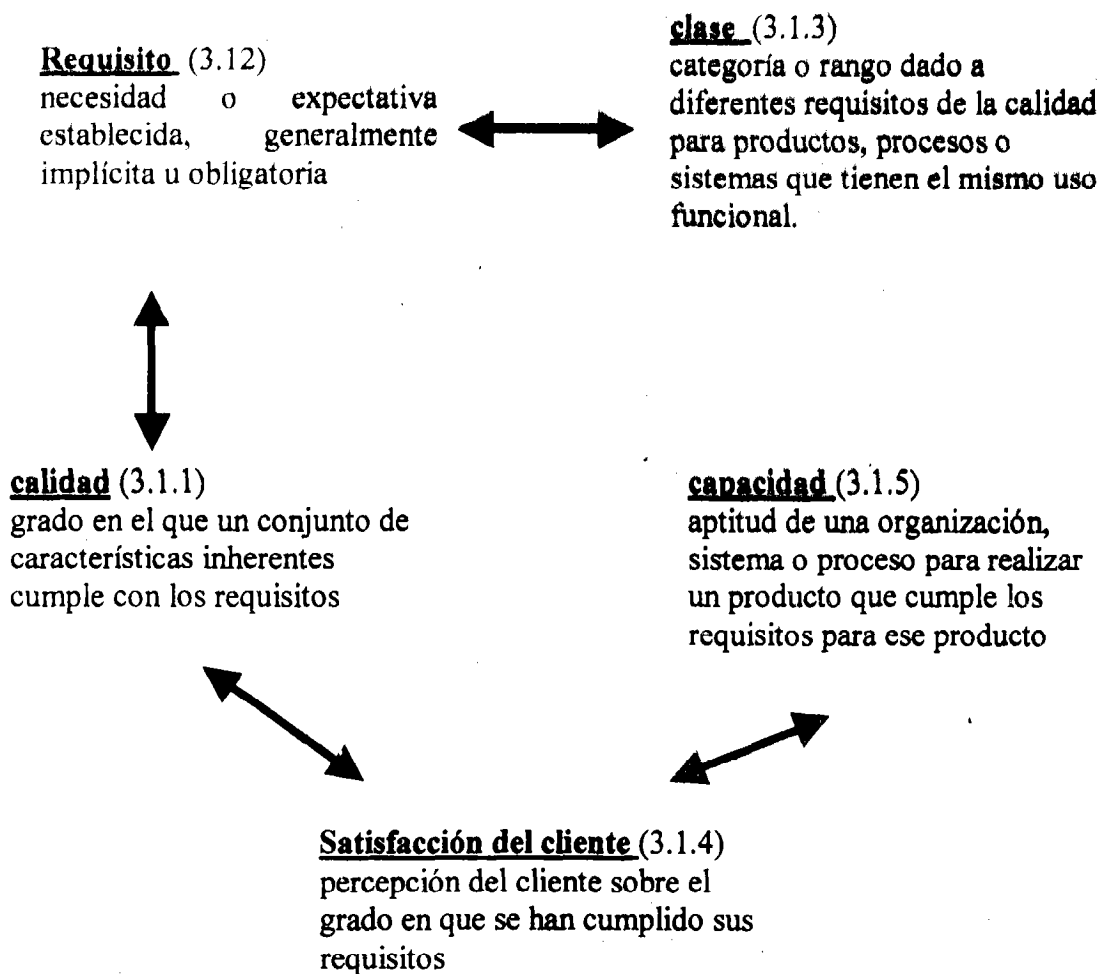 Requisito (3.12)
necesidad o expectativa
establecida, generalmente
implícita u obligatoria
clase (3.1.3)
categoría o rango dado a
diferentes requisitos de la calidad
para productos, procesos o
sistemas que tienen el mismo uso
funcional.
calidad (3.1.1)
grado en el que un conjunto de
características inherentes
cumple con los requisitos
capacidad (3.1.5)
aptitud de una organización,
sistema o proceso para realizar
un producto que cumple los
requisitos para ese producto
Satisfacción del cliente (3.1.4)
percepción del cliente sobre el
grado en que se han cumplido sus
requisitos